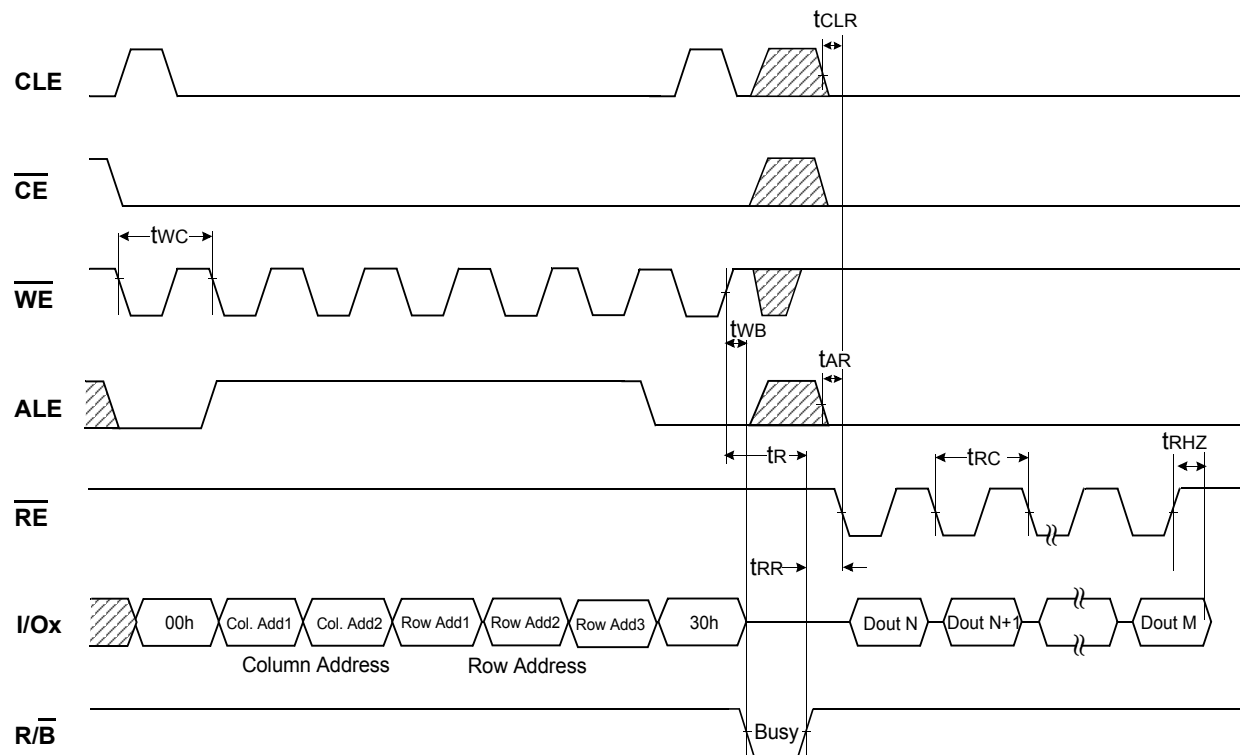 tCLR
CLE
CE
tWC
WE
tWB
tAR
ALE
tR
tRC
tRHZ
RE
tRR
I/Ox
00h
Col. Add1
Col. Add2
Row Add1
Row Add2
Row Add3
30h
Dout N
Dout N+1
Dout M
Column Address
Row Address
R/B
Busy